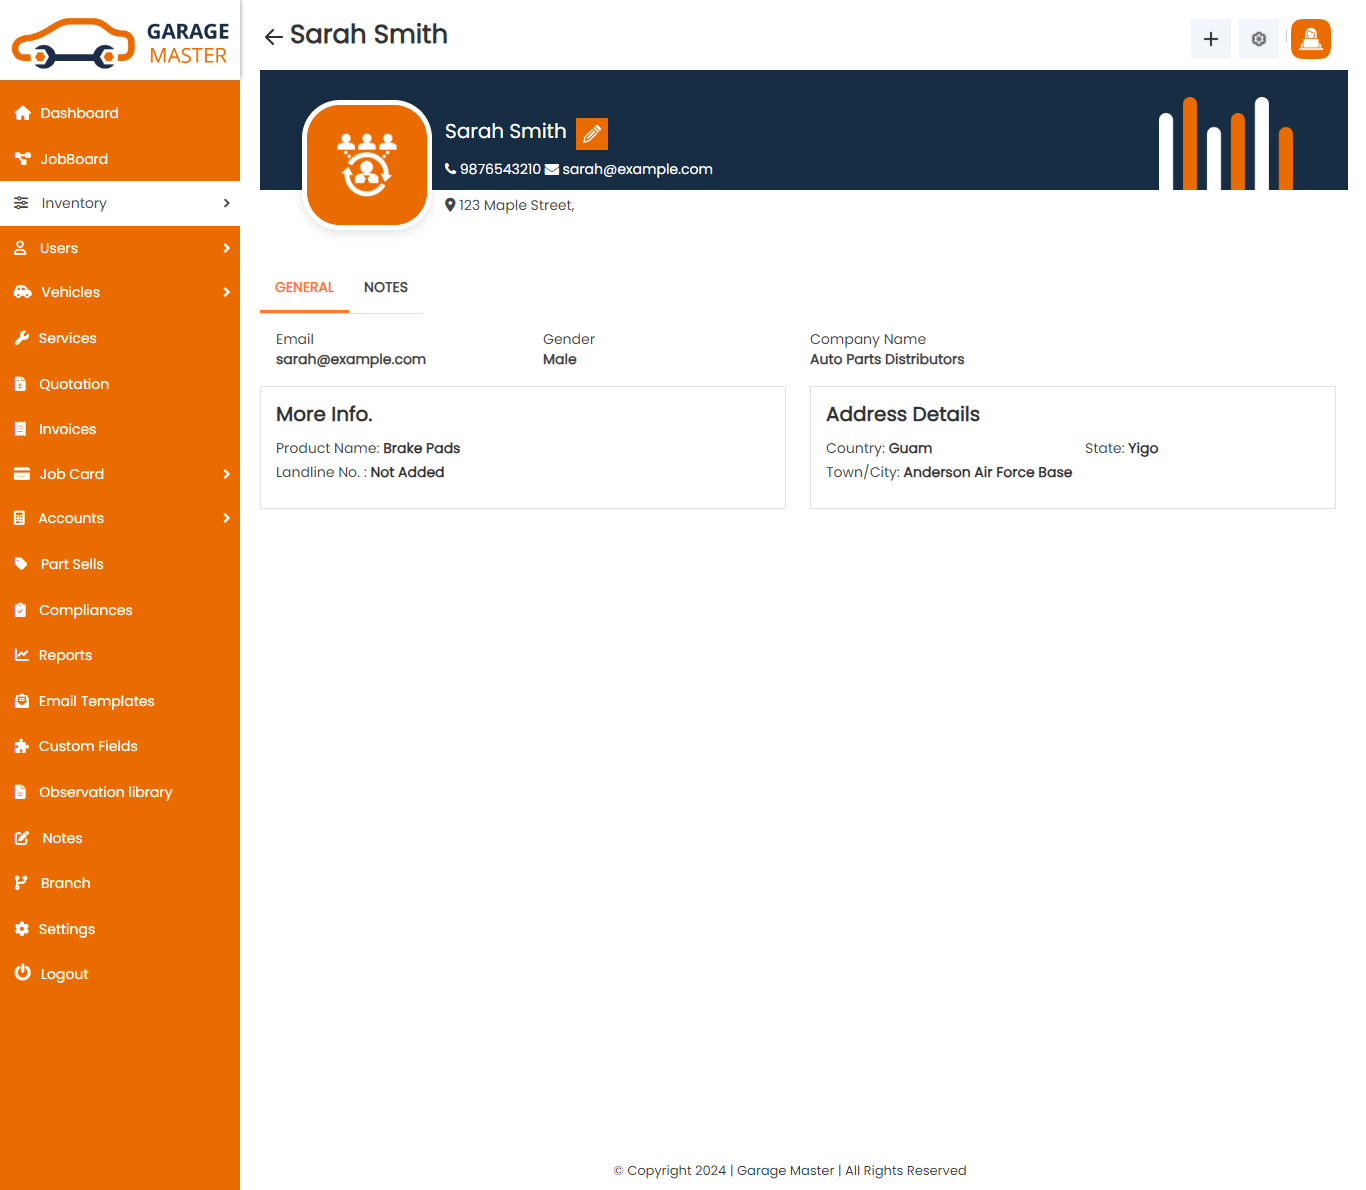 GARAGE
MASTER
Dashboard
JobBoard
Inventory
Users
Vehicles
Services
Quotation
Invoices
Job Card
Accounts
Part Sells
Compliances
Reports
Email Templates
Custom Fields
Observation library
Notes
Branch
Settings
Logout
Sarah Smith
Sarah Smith
9876543210 sarah@example.com
123 Maple Street,
GENERAL NOTES
Email Gender Company Name
sarah@example.com Male Auto Parts Distributors
More Info.
Product Name: Brake Pads
Landline No. : Not Added
Address Details
Country: Guam State: Yigo
Town/City: Anderson Air Force Base
© Copyright 2024 | Garage Master | All Rights Reserved